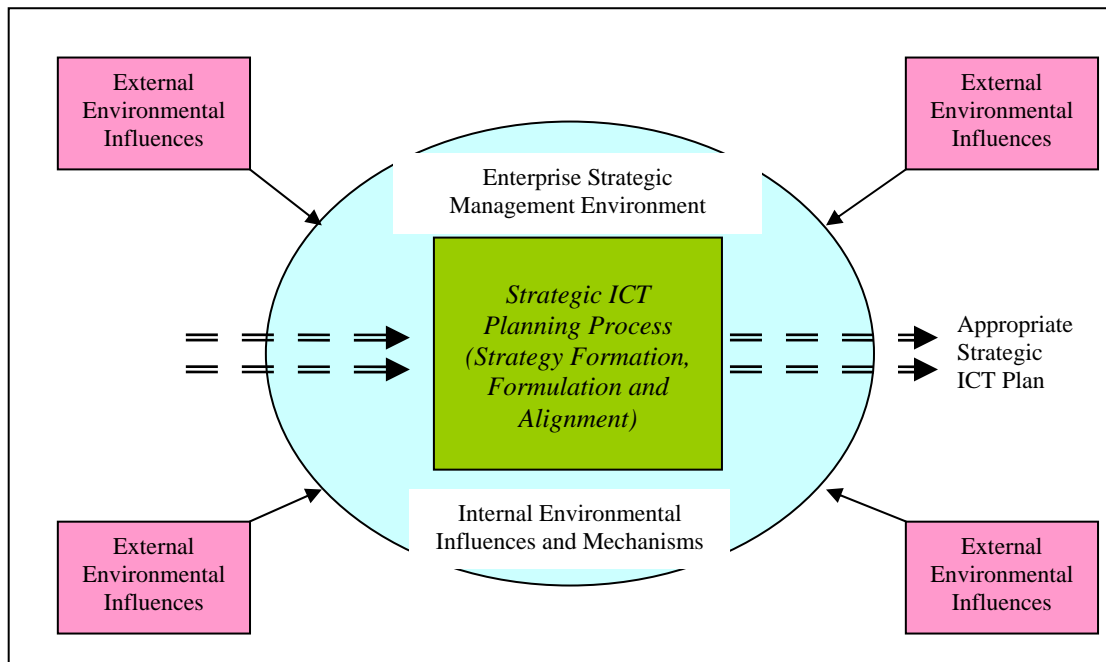 External
Environmental
Influences
External
Environmental
Influences
Enterprise Strategic
Management Environment
Strategic ICT
Planning Process
(Strategy Formation,
Formulation and
Alignment)
Appropriate
Strategic
ICT Plan
Internal Environmental
Influences and Mechanisms
External
Environmental
Influences
External
Environmental
Influences